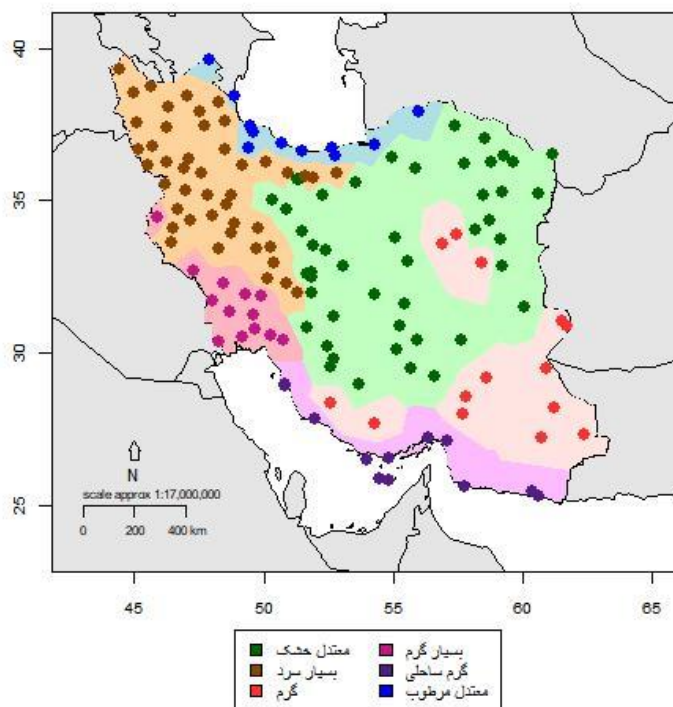 40
35
30
25
N
scale approx 1:17,000,000
0 200 400 km
45 50 55 60 65
معتدل خشک
بسیار سرد
گرم
بسیار گرم
گرم ساحلی
معتدل مرطوب